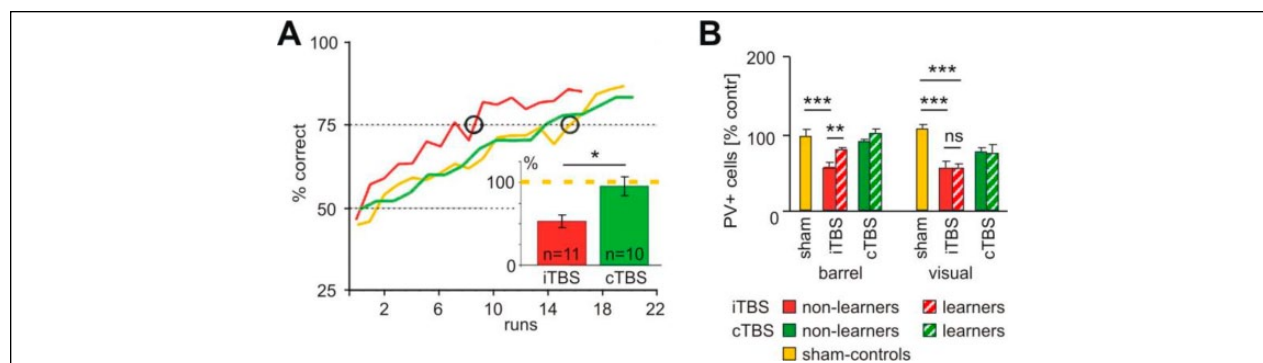 A
100
75
50
25
% correct
2
6
10
14
18
22
runs
%
100
0
*
n=11
n=10
iTBS
cTBS
B
200
100
0
PV+ cells [% contr]
***
**
***
***
ns
sham
iTBS
cTBS
sham
iTBS
cTBS
barrel
visual
iTBS non-learners learners
cTBS non-learners learners
sham-controls